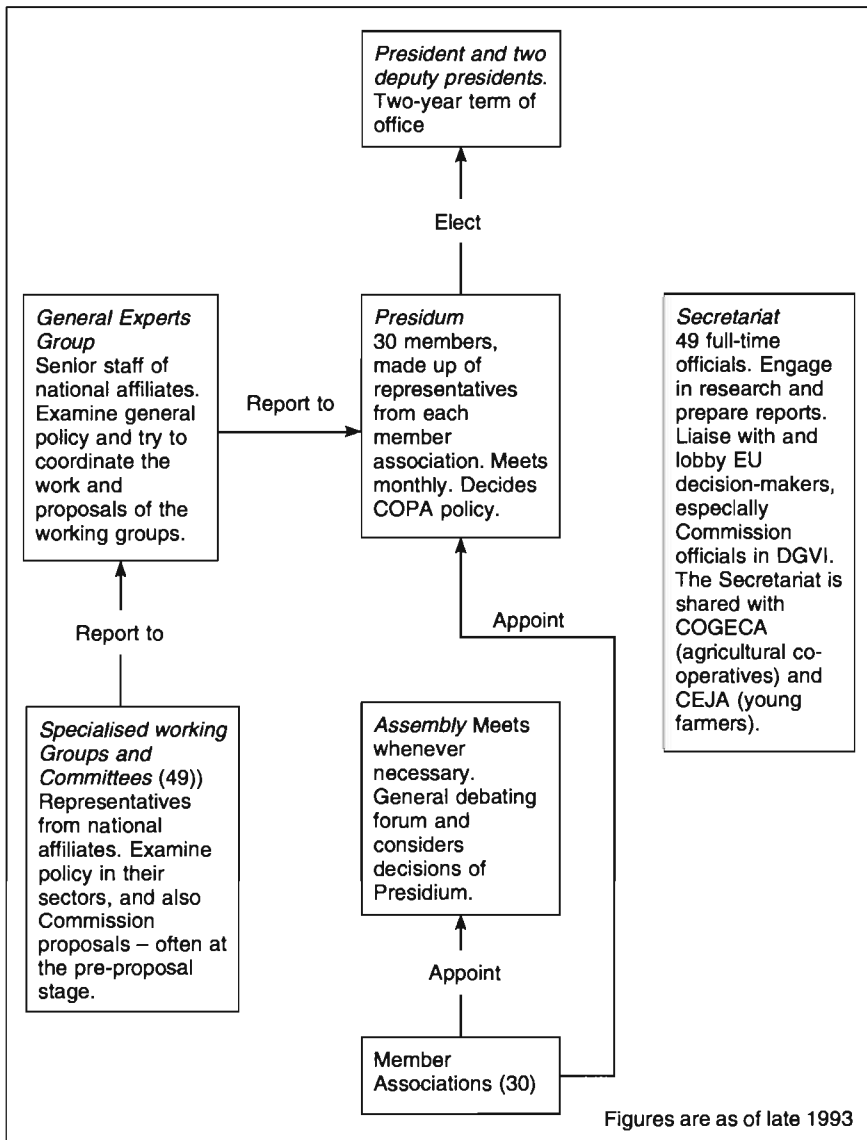 President and two
deputy presidents.
Two-year term of
office
Elect
General Experts
Group
Senior staff of
national affiliates.
Examine general
policy and try to
coordinate the
work and
proposals of the
working groups.
Report to
Presidum
30 members,
made up of
representatives
from each
member
association. Meets
monthly. Decides
COPA policy.
Secretariat
49 full-time
officials. Engage
in research and
prepare reports.
Liaise with and
lobby EU
decision-makers,
especially
Commission
officials in DGVI.
The Secretariat is
shared with
COGECA
(agricultural co-
operatives) and
CEJA (young
farmers).
Report to
Appoint
Specialised working
Groups and
Committees (49))
Representatives
from national
affiliates. Examine
policy in their
sectors, and also
Commission
proposals – often at
the pre-proposal
stage.
Assembly Meets
whenever
necessary.
General debating
forum and
considers
decisions of
Presidium.
Appoint
Member
Associations (30)
Figures are as of late 1993